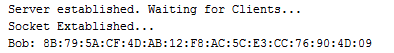 Server established. Waiting for Clients...
Socket Extablished...
Bob: 8B:79:5A:CF:4D:AB:12:F8:AC:5C:E3:CC:76:90:4D:09